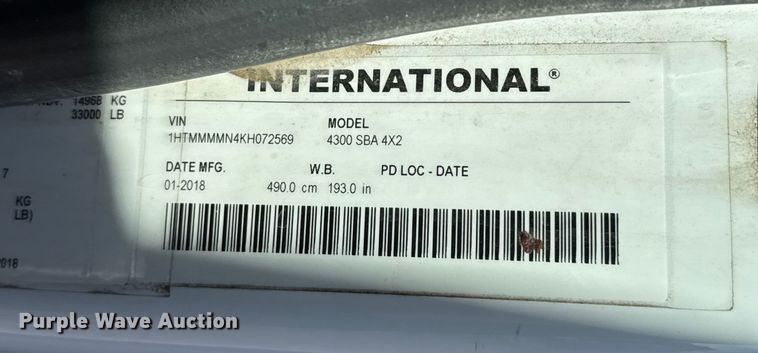 INTERNATIONAL®
14968 KG
33000 LB
VIN MODEL
1HTMMMMN4KH072569 4300 SBA 4X2
DATE MFG. W.B. PD LOC - DATE
01-2018 490.0 cm 193.0 in
7
KG
LB)
2018
Purple Wave Auction